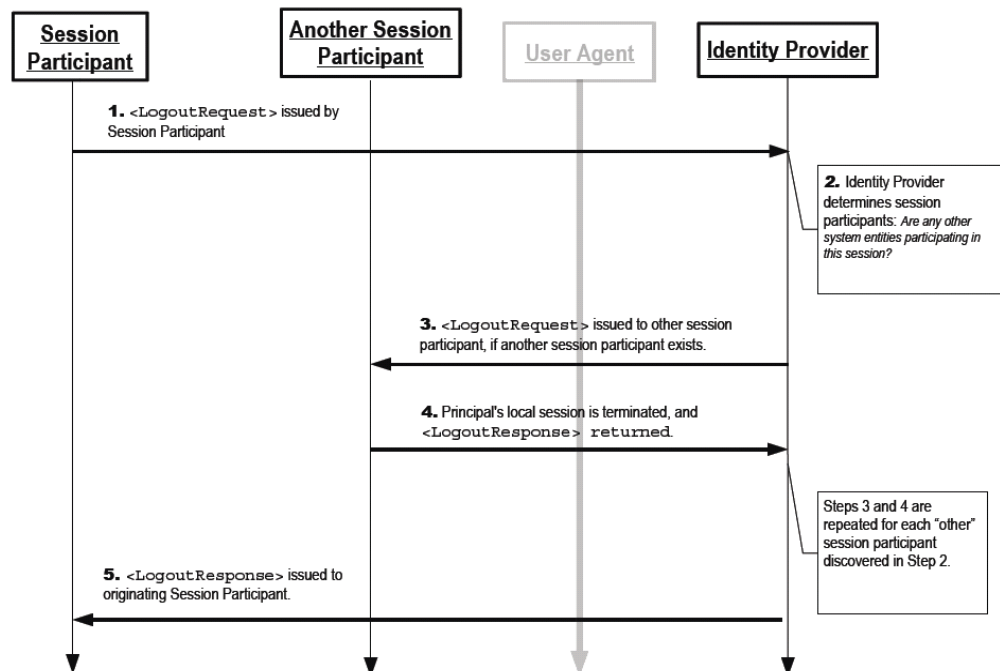 Session
Participant
Another Session
Participant
User Agent
Identity Provider
1. <LogoutRequest> issued by
Session Participant
2. Identity Provider
determines session
participants: Are any other
system entities participating in
this session?
3. <LogoutRequest> issued to other session
participant, if another session participant exists.
4. Principal's local session is terminated, and
<LogoutResponse> returned.
Steps 3 and 4 are
repeated for each “other”
session participant
discovered in Step 2.
5. <LogoutResponse> issued to
originating Session Participant.